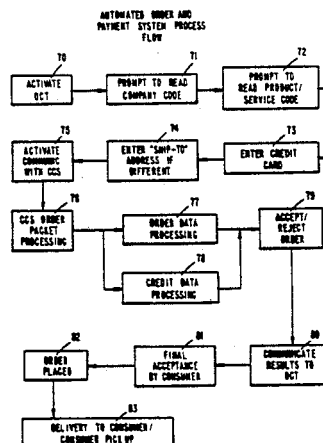 AUTOMATED ORDER AND
PAYMENT SYSTEM PROCESS
FLOW
70
ACTIVATE
OCT
71
PROMPT TO READ
COMPANY CODE
72
PROMPT TO
READ PRODUCT/
SERVICE CODE
73
ENTER CREDIT
CARD
74
ENTER "SHIP-TO"
ADDRESS IF
DIFFERENT
75
ACTIVATE
COMMUNIC
WITH CCS
76
CCS ORDER
PACKET
PROCESSING
77
ORDER DATA
PROCESSING
78
CREDIT DATA
PROCESSING
79
ACCEPT/
REJECT
ORDER
80
COMMUNICATE
RESULTS TO
OCT
81
FINAL
ACCEPTANCE
BY CONSUMER
82
ORDER
PLACED
83
DELIVERY TO CONSUMER/
CONSUMER PICK UP